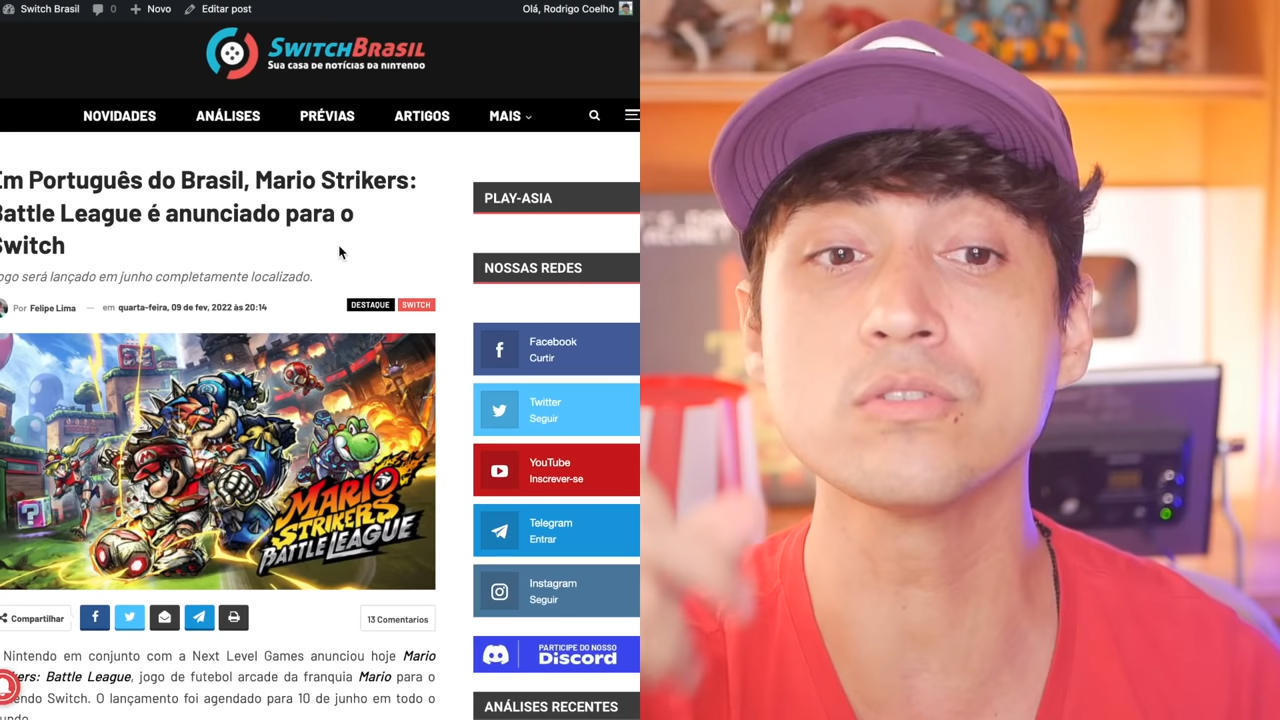 Switch Brasil
0
Novo
Editar post
Olá, Rodrigo Coelho
SWITCHBRASIL
SUA CASA DE NOTÍCIAS DA NINTENDO
NOVIDADES ANÁLISES PRÉVIAS ARTIGOS MAIS
Em Português do Brasil, Mario Strikers:
Battle League é anunciado para o
Switch
Jogo será lançado em junho completamente localizado.
Por Felipe Lima — em quarta-feira, 09 de fev, 2022 às 20:14
DESTAQUE SWITCH
MARIO
STRIKERS
BATTLE LEAGUE
Compartilhar
13 Comentarios
Nintendo em conjunto com a Next Level Games anunciou hoje Mario
kers: Battle League, jogo de futebol arcade da franquia Mario para o
endo Switch. O lançamento foi agendado para 10 de junho em todo o
undo.
PLAY-ASIA
NOSSAS REDES
Facebook
Curtir
Twitter
Seguir
YouTube
Inscrever-se
Telegram
Entrar
Instagram
Seguir
PARTICIPE DO NOSSO
Discord
ANÁLISES RECENTES